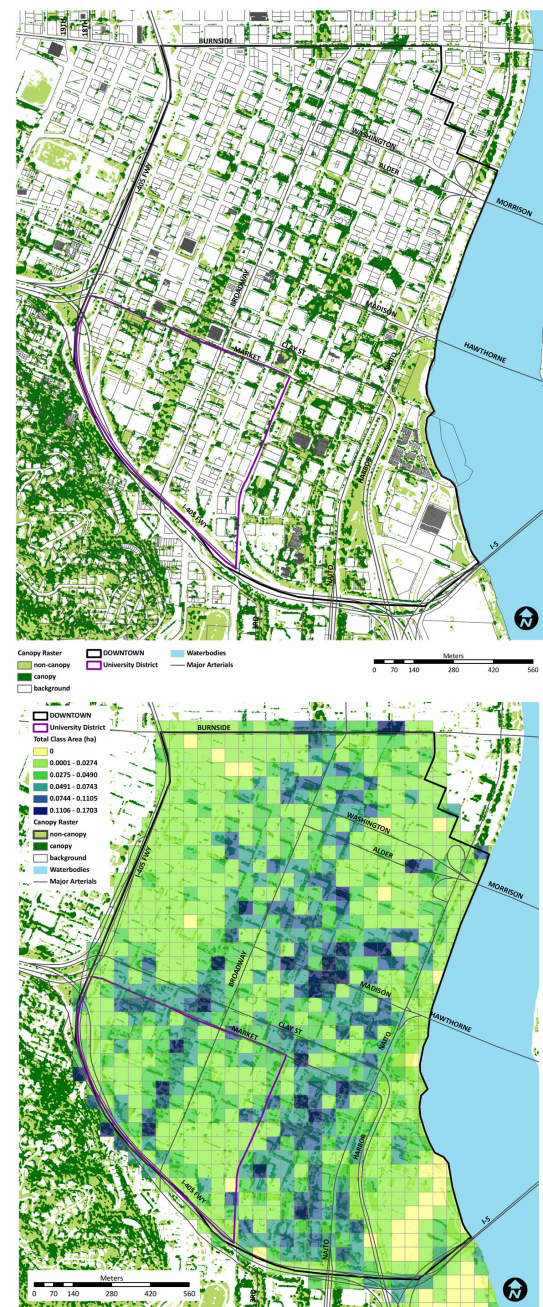 19TH
18TH
BURNSIDE
I-405 FWY
WASHINGTON
ALDER
MORRISON
BROADWAY
MADISON
CLAY ST.
MARKET
HAWTHORNE
NAITO
HARBOR
I-405 FWY
I-5
NAITO
N
Canopy Raster
non-canopy
canopy
background
DOWNTOWN
University District
Waterbodies
Major Arterials
Meters
0 70 140 280 420 560
DOWNTOWN
University District
Total Class Area (ha)
0
0.0001 - 0.0274
0.0275 - 0.0490
0.0491 - 0.0743
0.0744 - 0.1105
0.1106 - 0.1703
Canopy Raster
non-canopy
canopy
background
Waterbodies
Major Arterials
BURNSIDE
I-405 FWY
WASHINGTON
ALDER
MORRISON
BROADWAY
MADISON
CLAY ST.
MARKET
HAWTHORNE
NAITO
HARBOR
I-405 FWY
I-5
NAITO
Meters
0 70 140 280 420 560
N